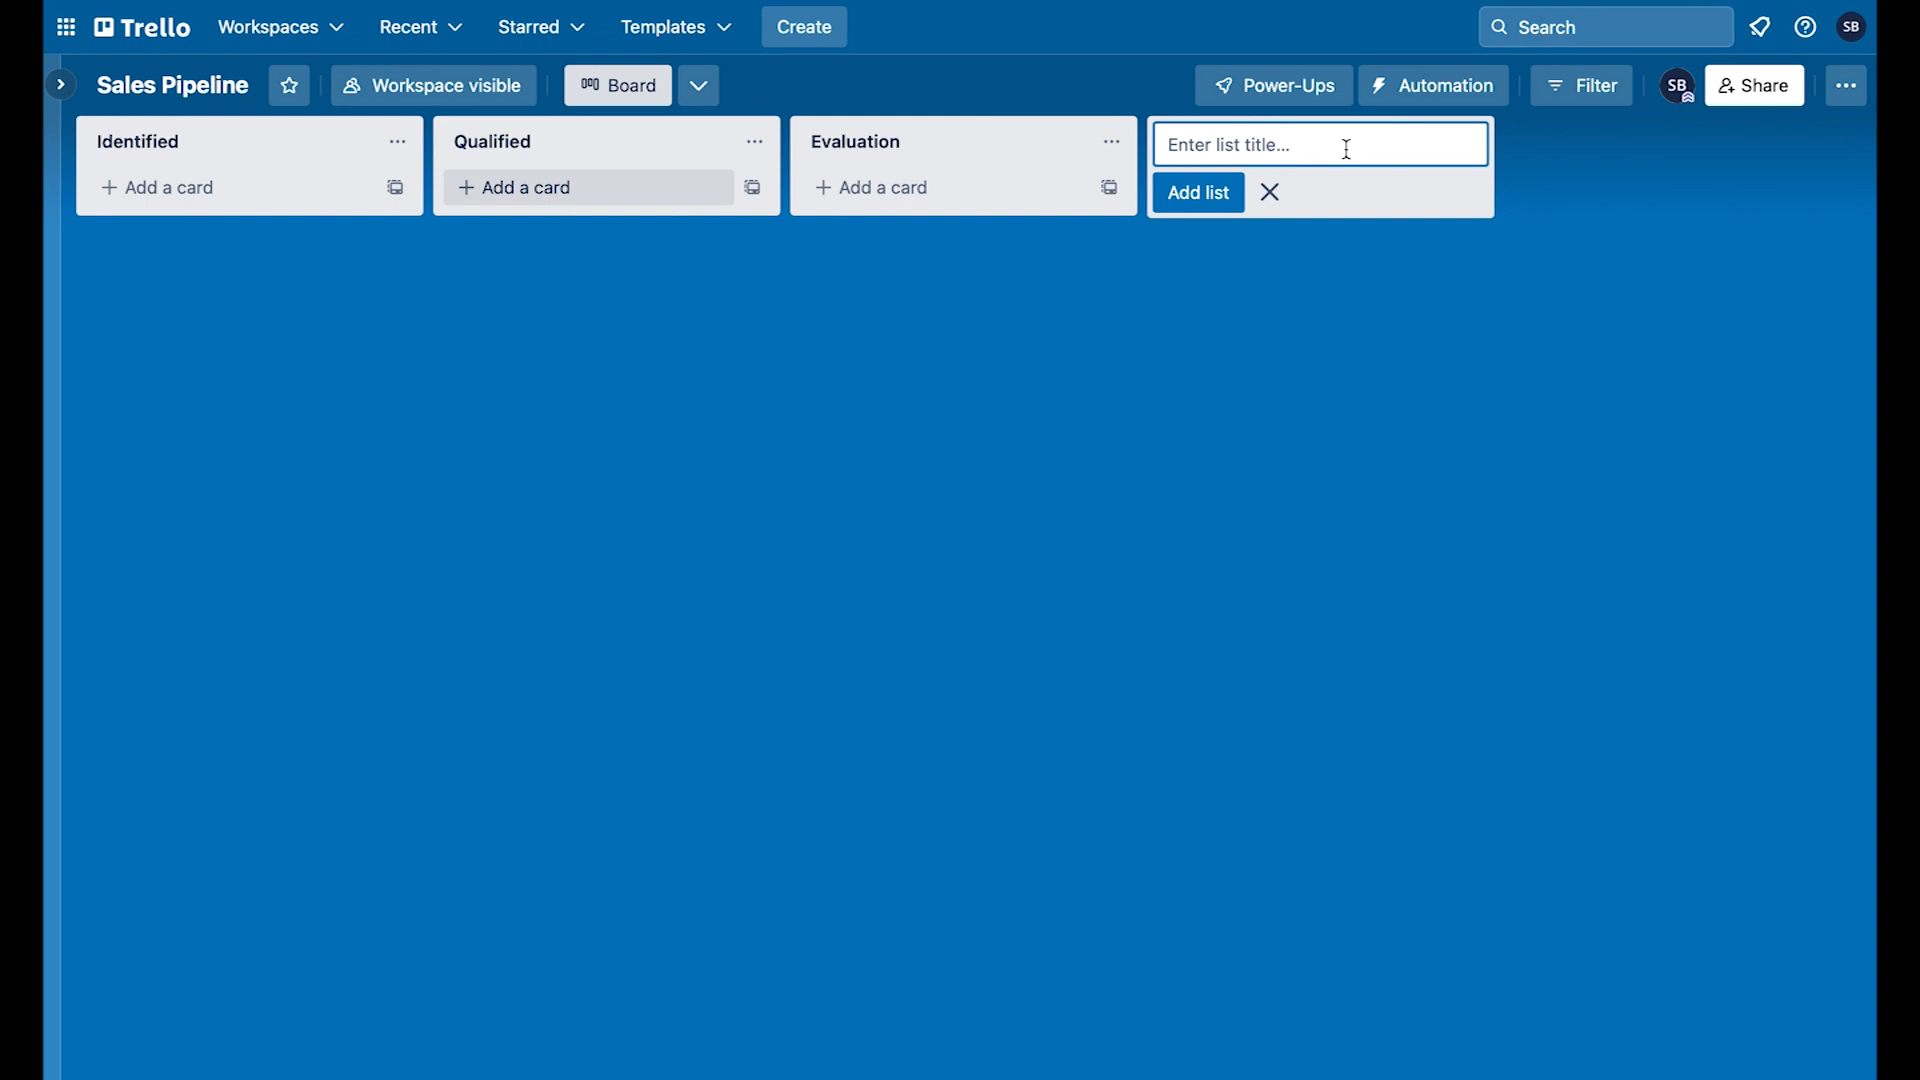 Trello Workspaces Recent Starred Templates Create Search SB
Sales Pipeline Workspace visible Board Power-Ups Automation Filter SB Share
Identified Qualified Evaluation Enter list title...
+ Add a card + Add a card + Add a card Add list